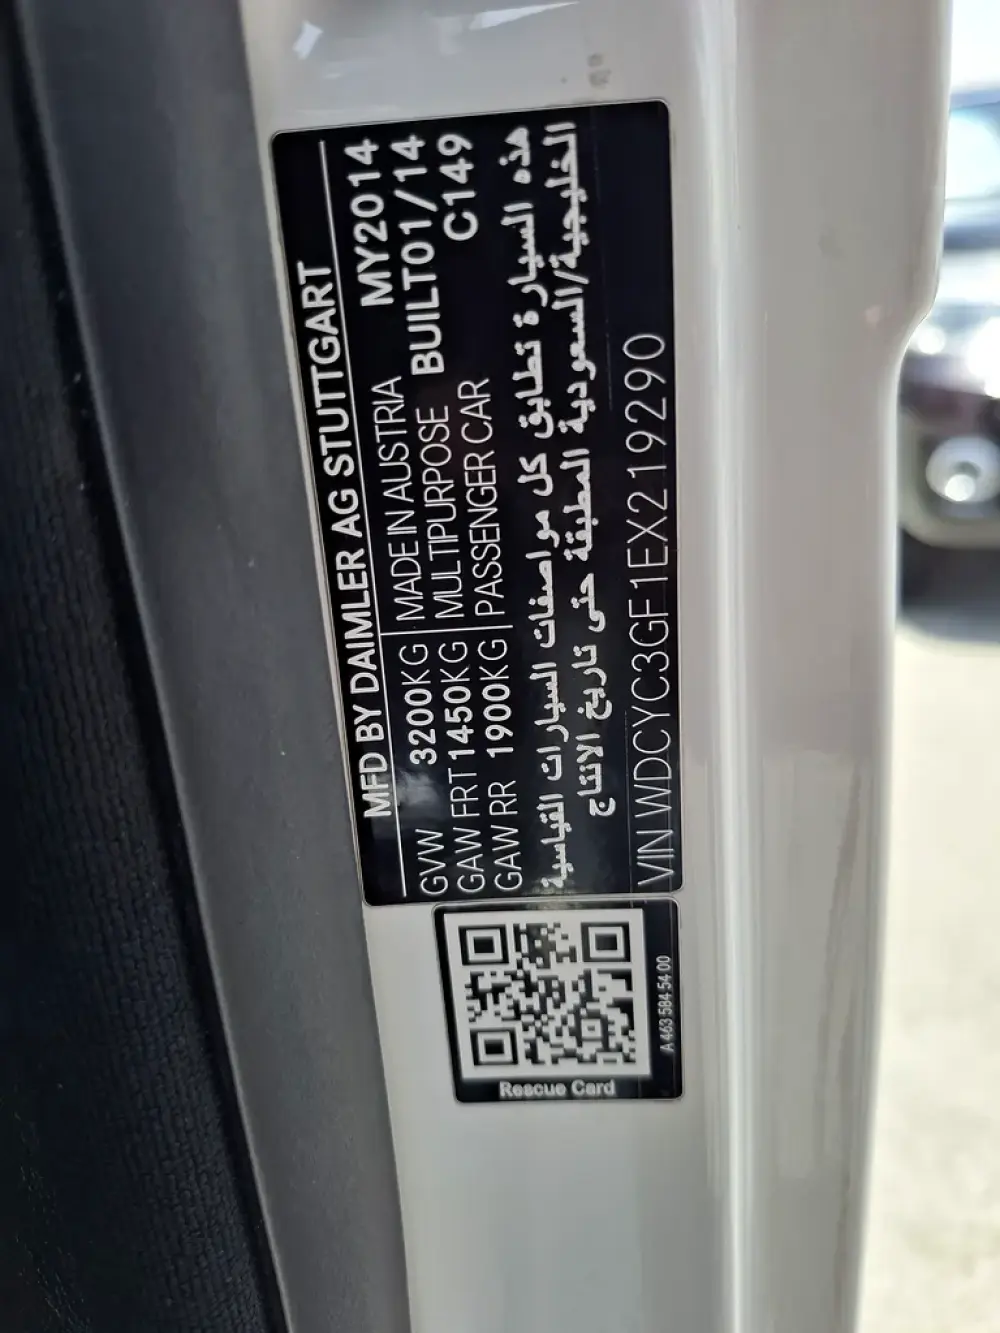 MFD BY DAIMLER AG STUTTGART
GVW 3200KG MADE IN AUSTRIA MY2014
GAW FRT 1450KG MULTIPURPOSE BUILT01/14
GAW RR 1900KG PASSENGER CAR C149
هذه السيارة تطابق كل مواصفات السيارات القياسية
الخليجية/السعودية المطبقة حتى تاريخ الانتاج
VIN WDCYC3GF1EX219290
Rescue Card
A 463 584 54 00